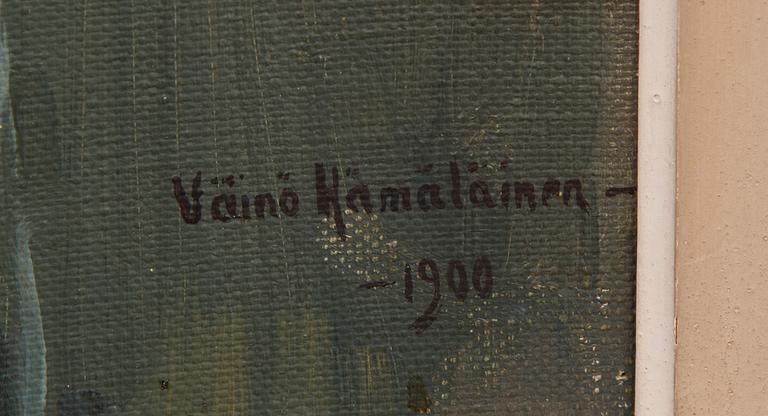 Väinö Hämäläinen –
– 1900